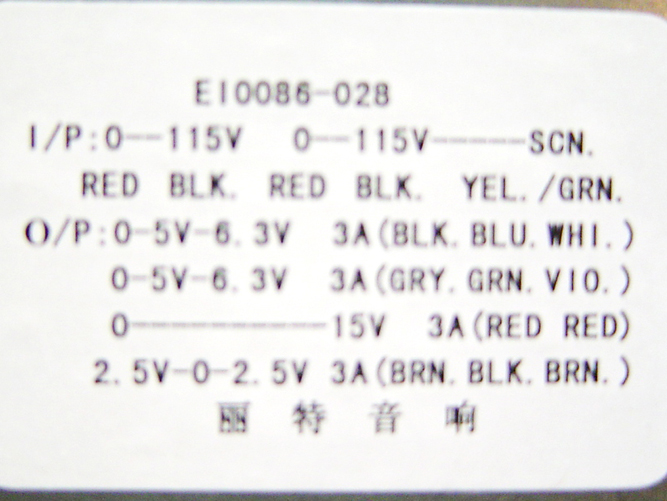 EI0086-028
I/P:0--115V 0--115V-----SCN.
RED BLK. RED BLK. YEL./GRN.
O/P:0-5V-6.3V 3A(BLK.BLU.WHI.)
0-5V-6.3V 3A(GRY.GRN.VIO.)
0----------15V 3A(RED RED)
2.5V-0-2.5V 3A(BRN.BLK.BRN.)
丽特音响